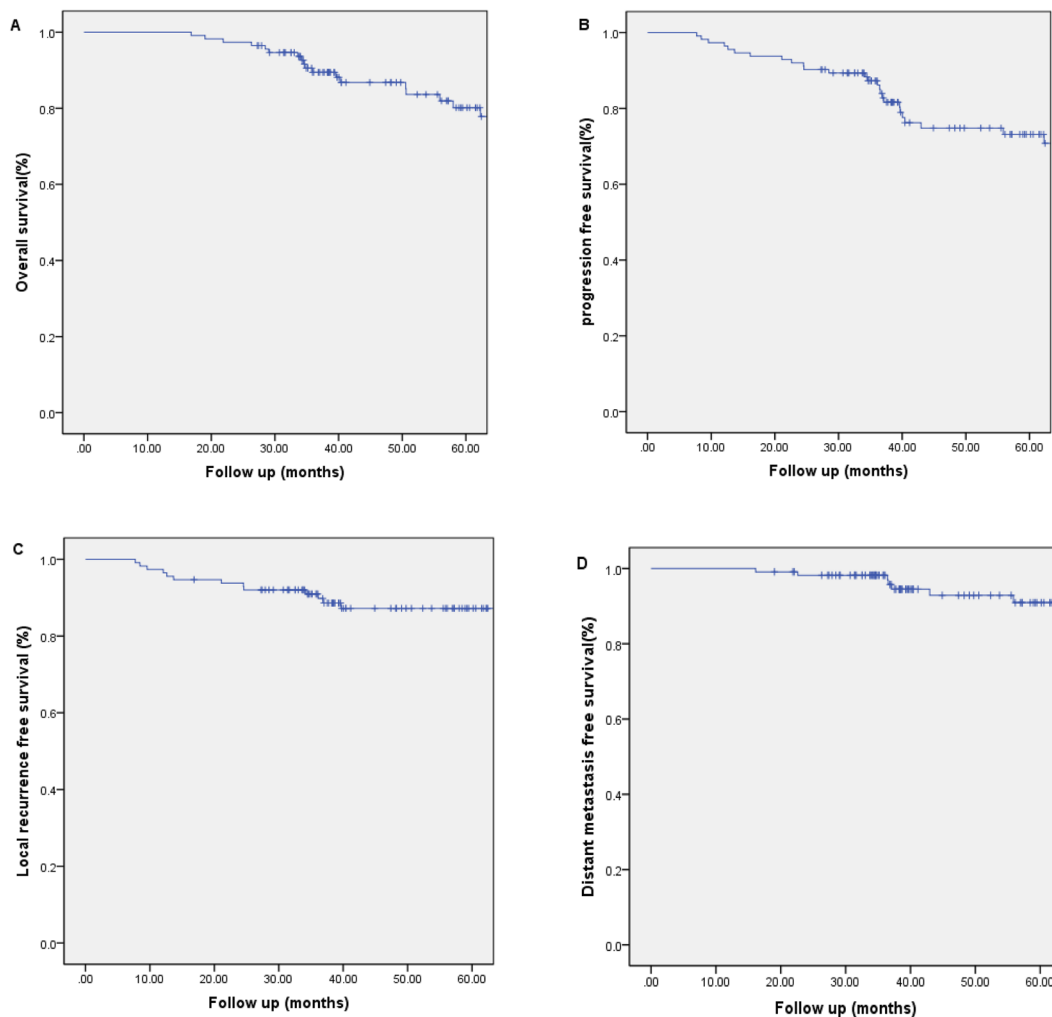 A
Overall survival(%)
1.0
0.8
0.6
0.4
0.2
0.0
.00 10.00 20.00 30.00 40.00 50.00 60.00
Follow up (months)
B
progression free survival(%)
1.0
0.8
0.6
0.4
0.2
0.0
.00 10.00 20.00 30.00 40.00 50.00 60.00
Follow up (months)
C
Local recurrence free survival (%)
1.0
0.8
0.6
0.4
0.2
0.0
.00 10.00 20.00 30.00 40.00 50.00 60.00
Follow up (months)
D
Distant metastasis free survival(%)
1.0
0.8
0.6
0.4
0.2
0.0
.00 10.00 20.00 30.00 40.00 50.00 60.00
Follow up (months)